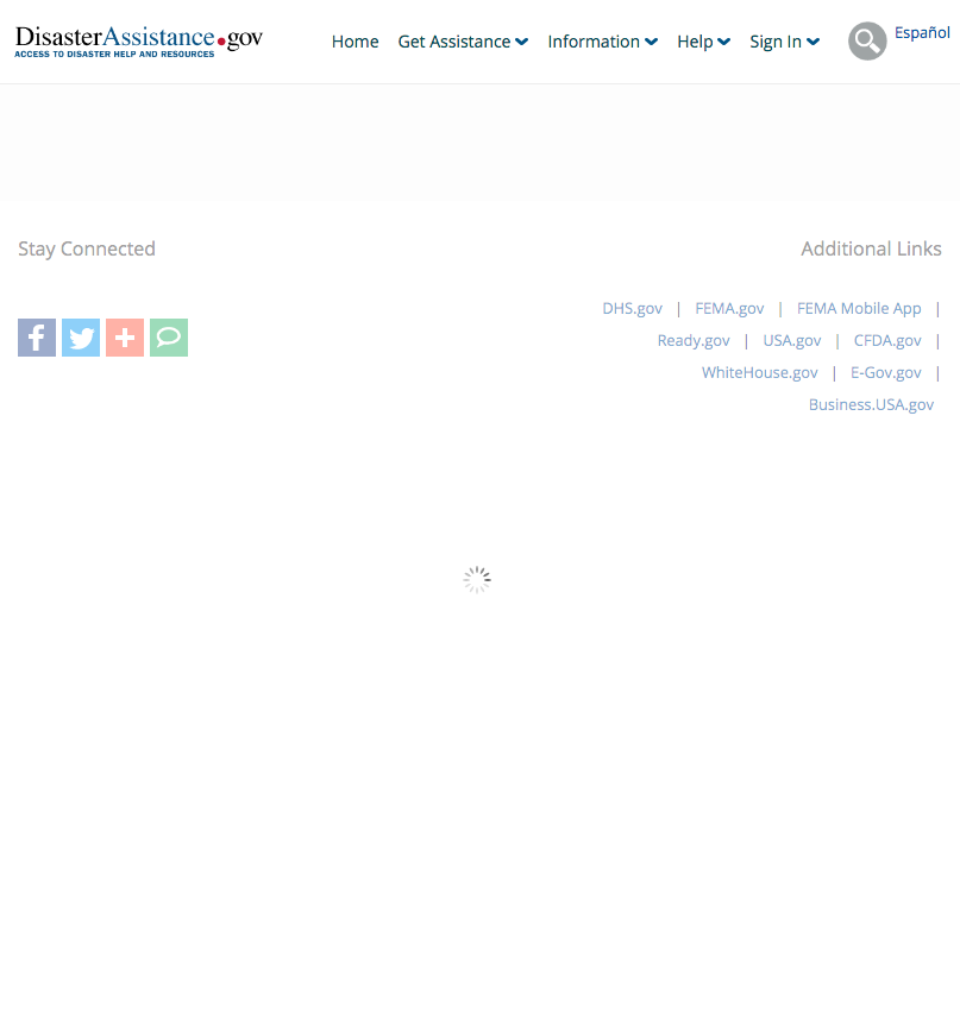 DisasterAssistance.gov
ACCESS TO DISASTER HELP AND RESOURCES
Home Get Assistance Information Help Sign In Español
Stay Connected
Additional Links
DHS.gov | FEMA.gov | FEMA Mobile App |
Ready.gov | USA.gov | CFDA.gov |
WhiteHouse.gov | E-Gov.gov |
Business.USA.gov